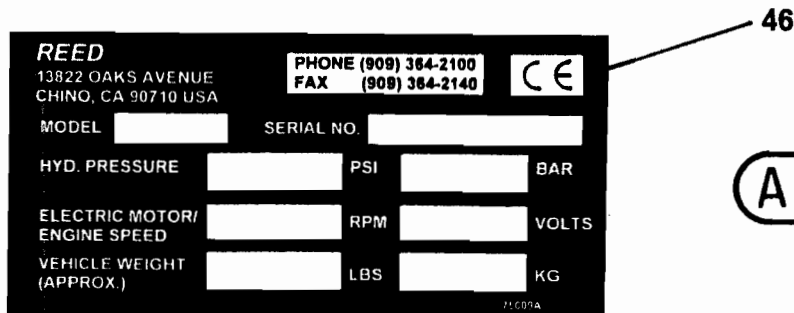 46
REED
13822 OAKS AVENUE
CHINO, CA 90710 USA
PHONE (909) 364-2100
FAX (909) 364-2140
CE
MODEL
SERIAL NO.
HYD. PRESSURE
PSI
BAR
ELECTRIC MOTOR/
ENGINE SPEED
RPM
VOLTS
VEHICLE WEIGHT
(APPROX.)
LBS
KG
A